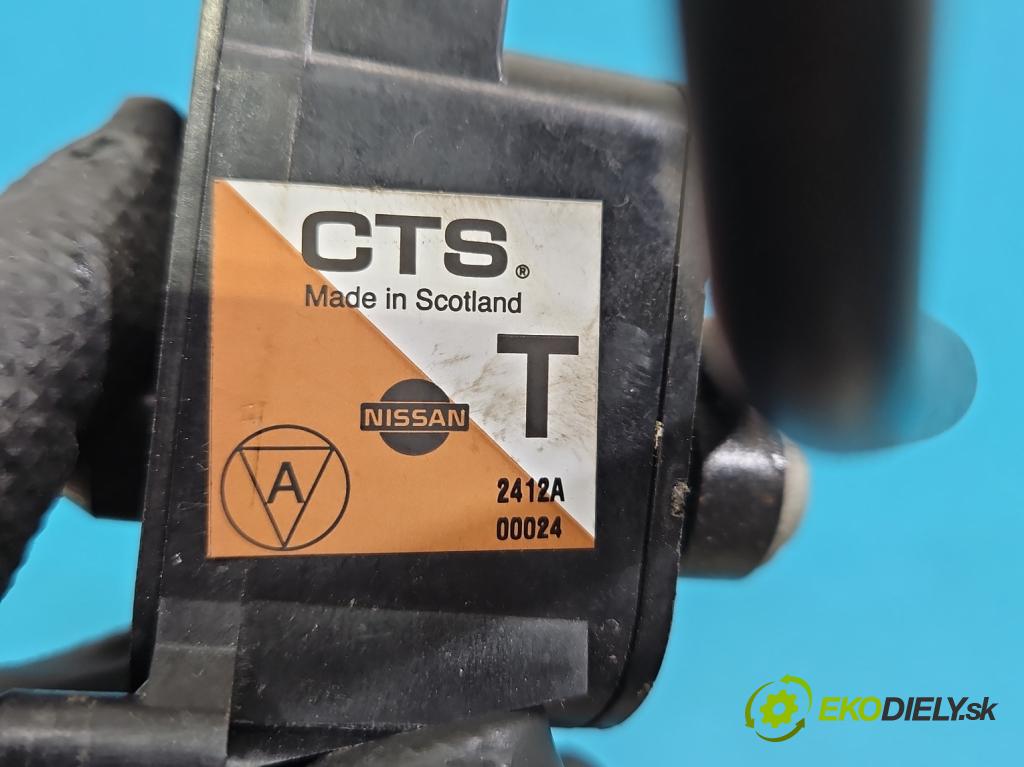 CTS®
Made in Scotland
T
NISSAN
A
2412A
00024
EKODIELY.sk